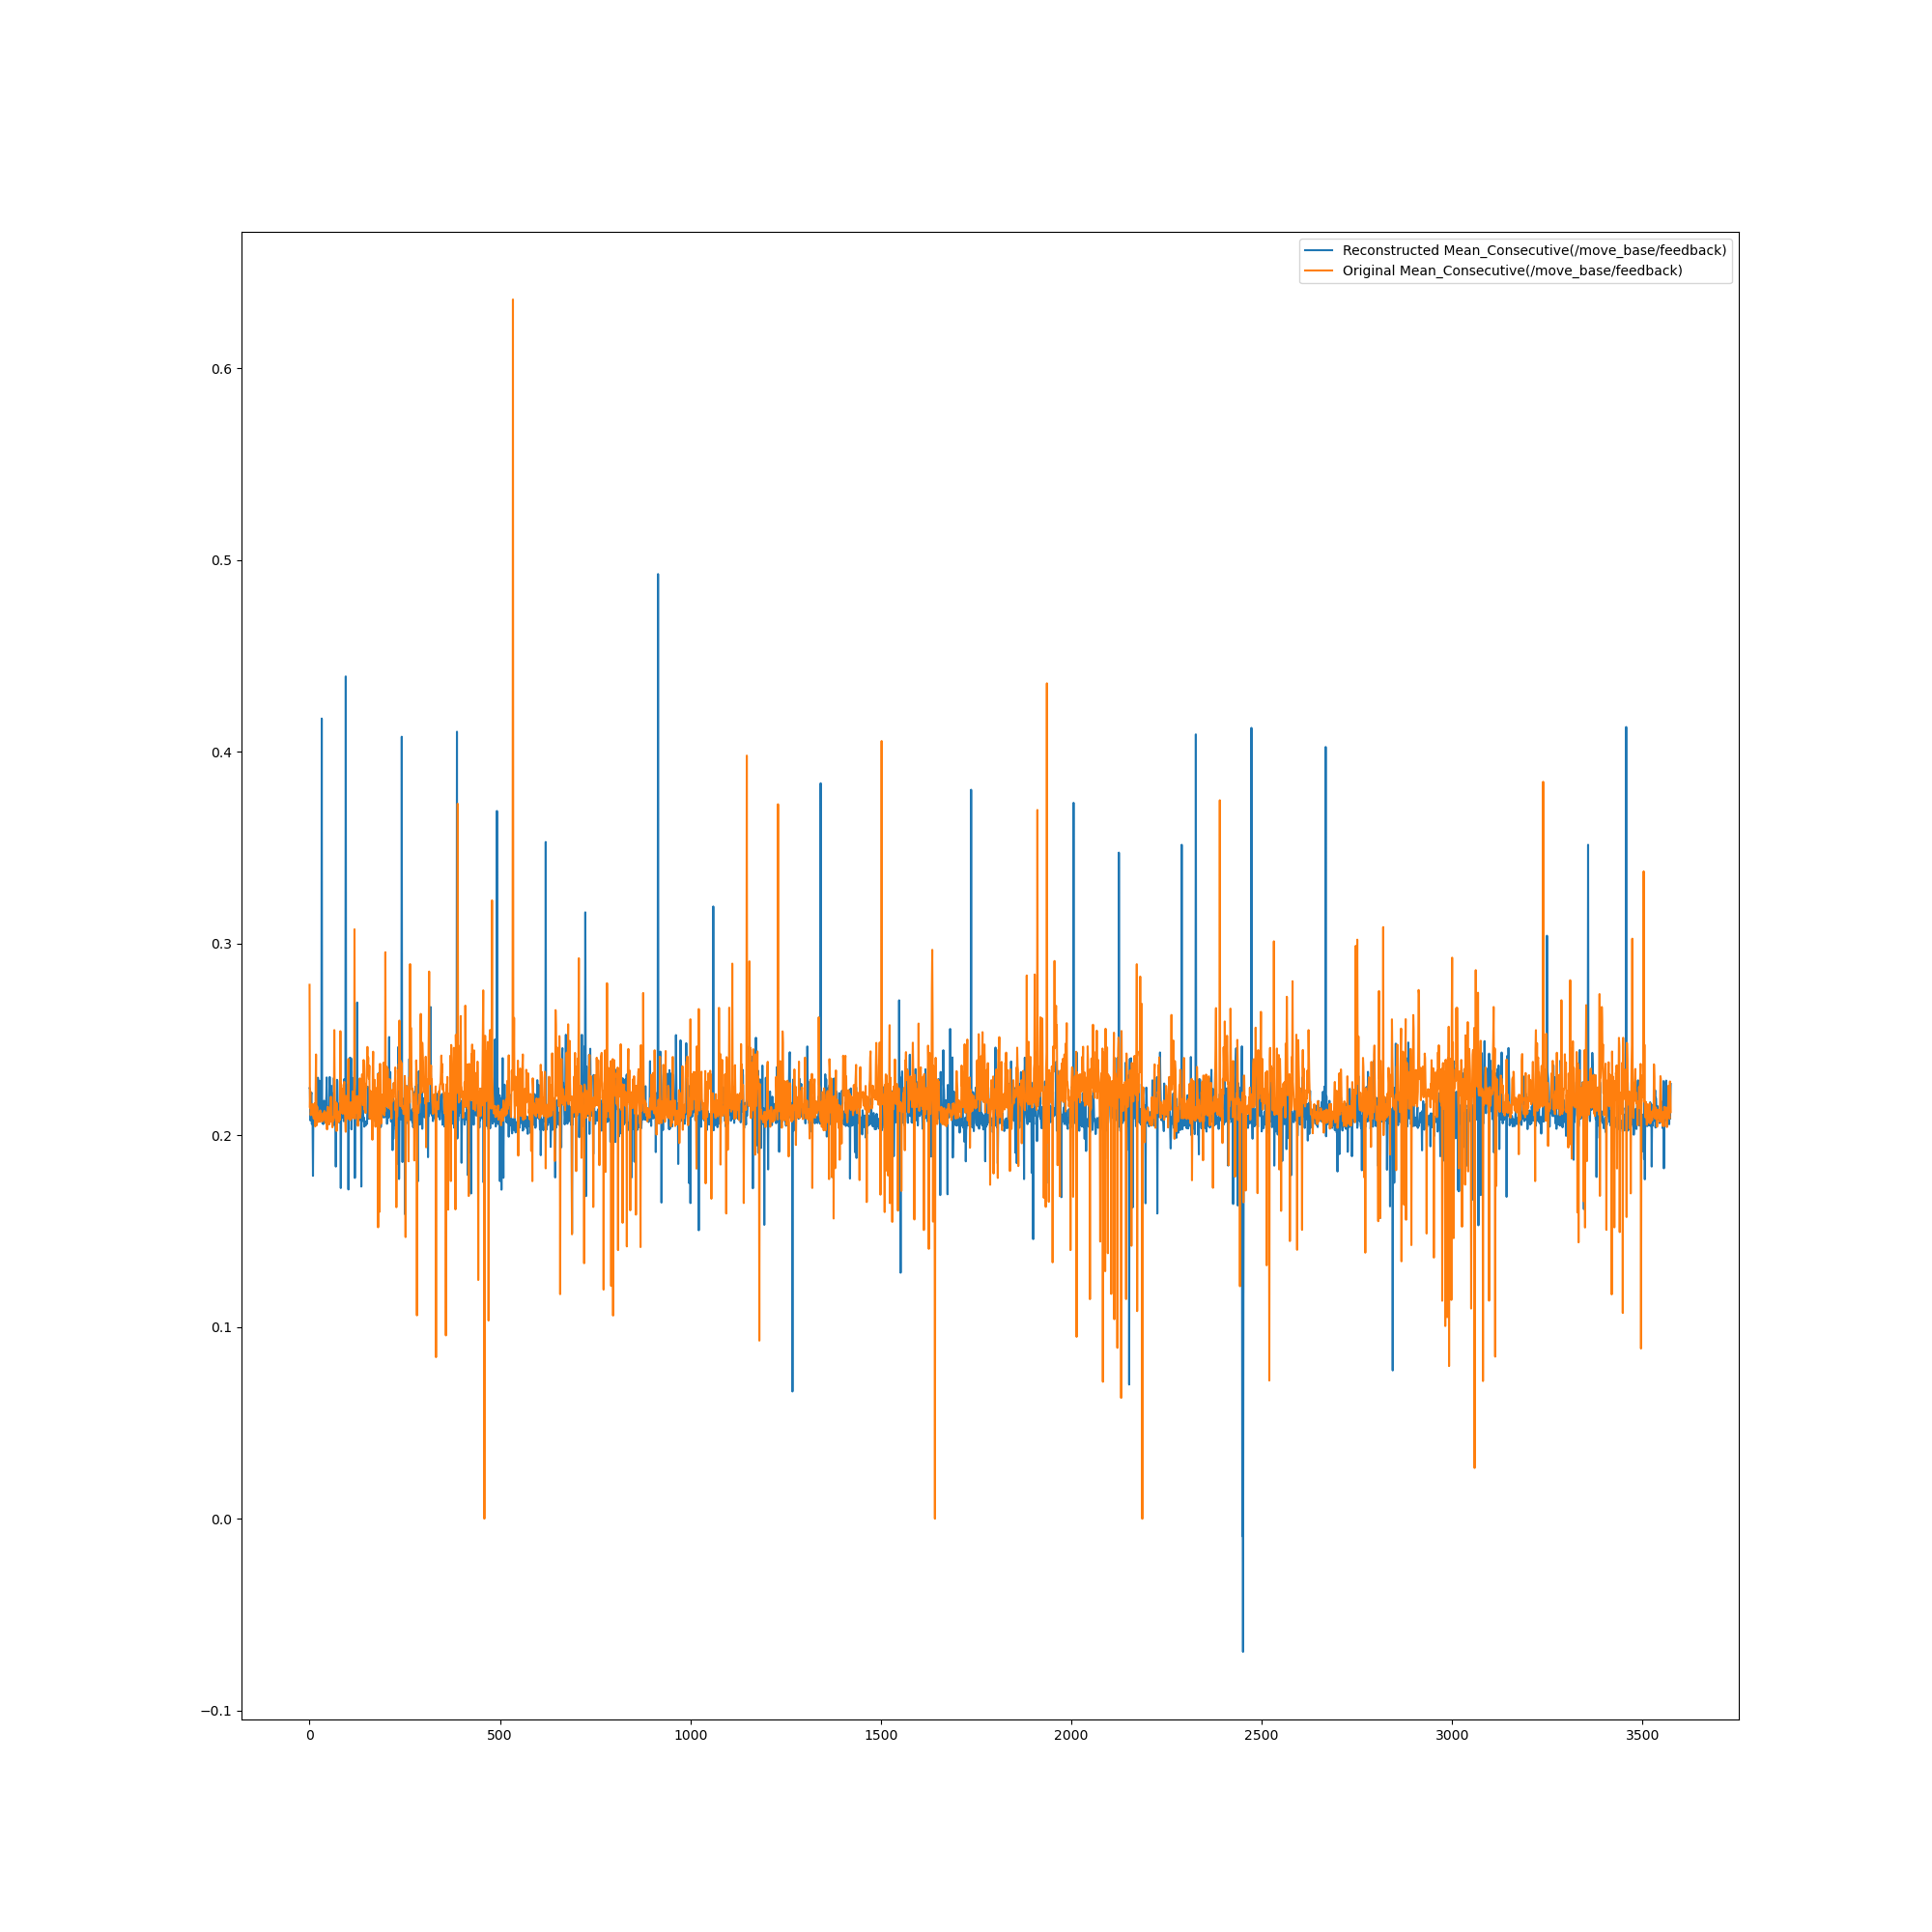 Reconstructed Mean_Consecutive(/move_base/feedback)
Original Mean_Consecutive(/move_base/feedback)
0.6
0.5
0.4
0.3
0.2
0.1
0.0
−0.1
0 500 1000 1500 2000 2500 3000 3500